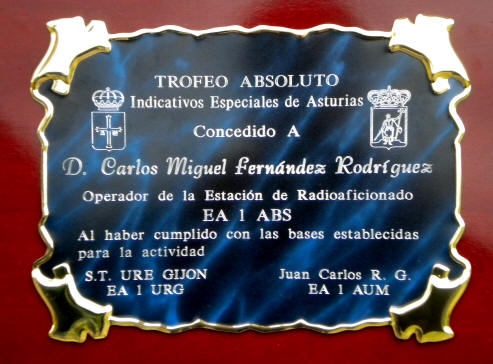 TROFEO ABSOLUTO
Indicativos Especiales de Asturias
Concedido A
D. Carlos Miguel Fernández Rodríguez
Operador de la Estación de Radioaficionado
EA 1 ABS
Al haber cumplido con las bases establecidas
para la actividad
S.T. URE GIJON
EA 1 URG
Juan Carlos R. G.
EA 1 AUM